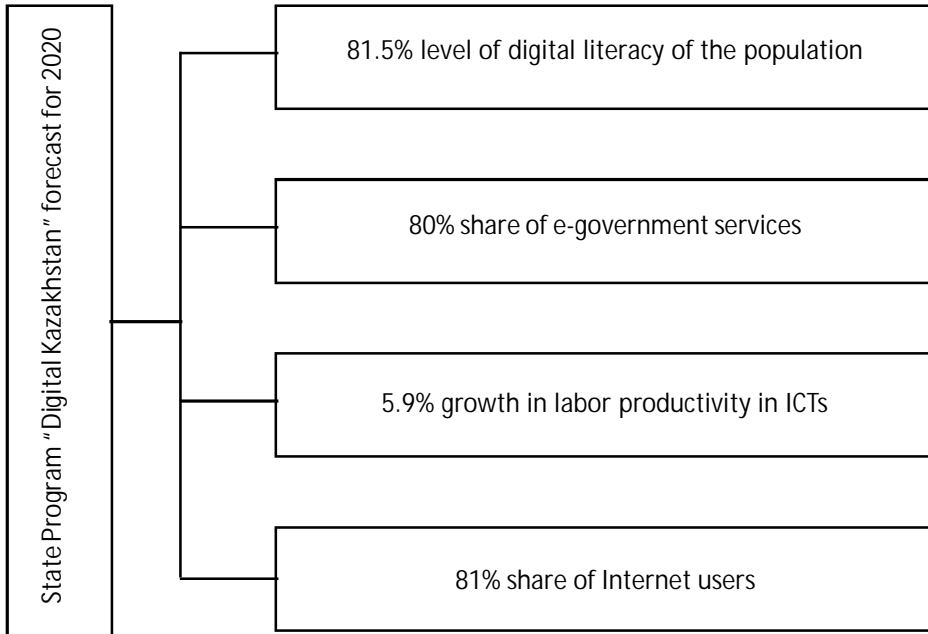 State Program “Digital Kazakhstan” forecast for 2020
81.5% level of digital literacy of the population
80% share of e-government services
5.9% growth in labor productivity in ICTs
81% share of Internet users